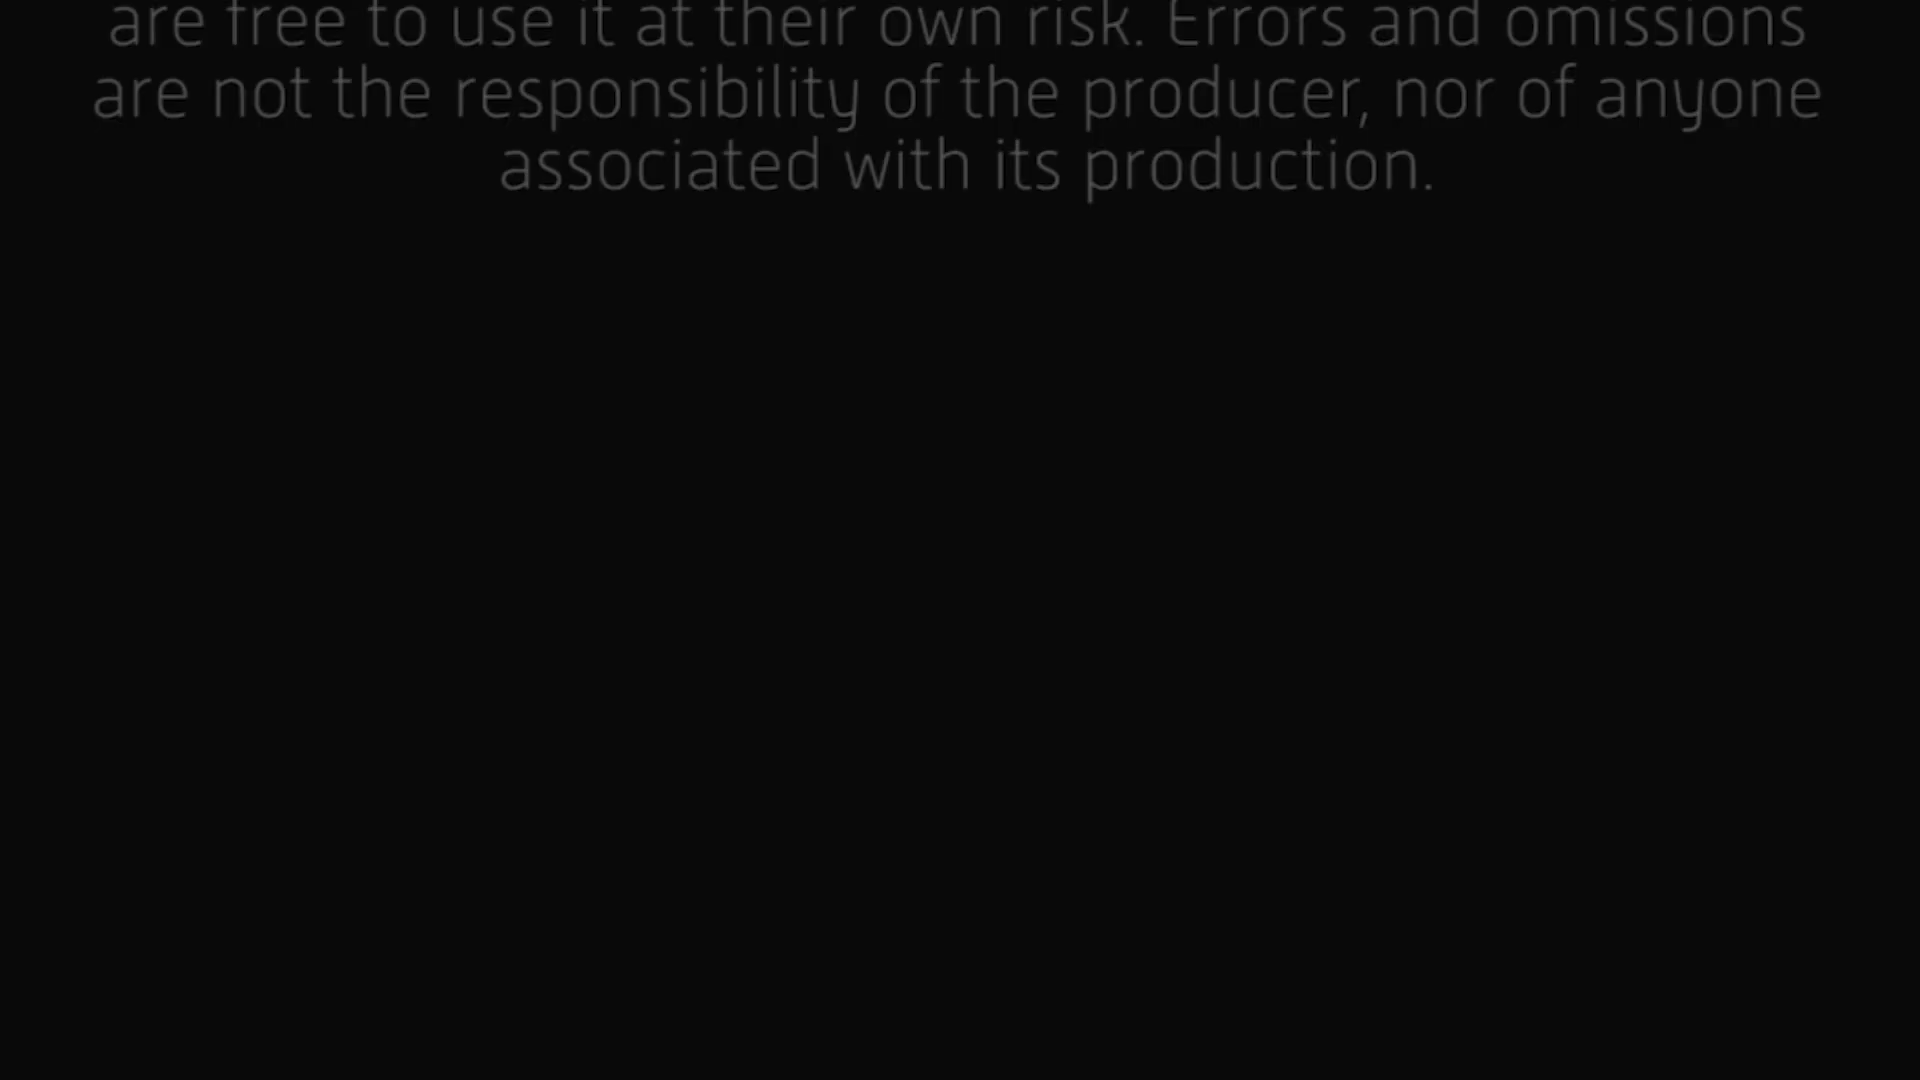 are free to use it at their own risk. Errors and omissions
are not the responsibility of the producer, nor of anyone
associated with its production.